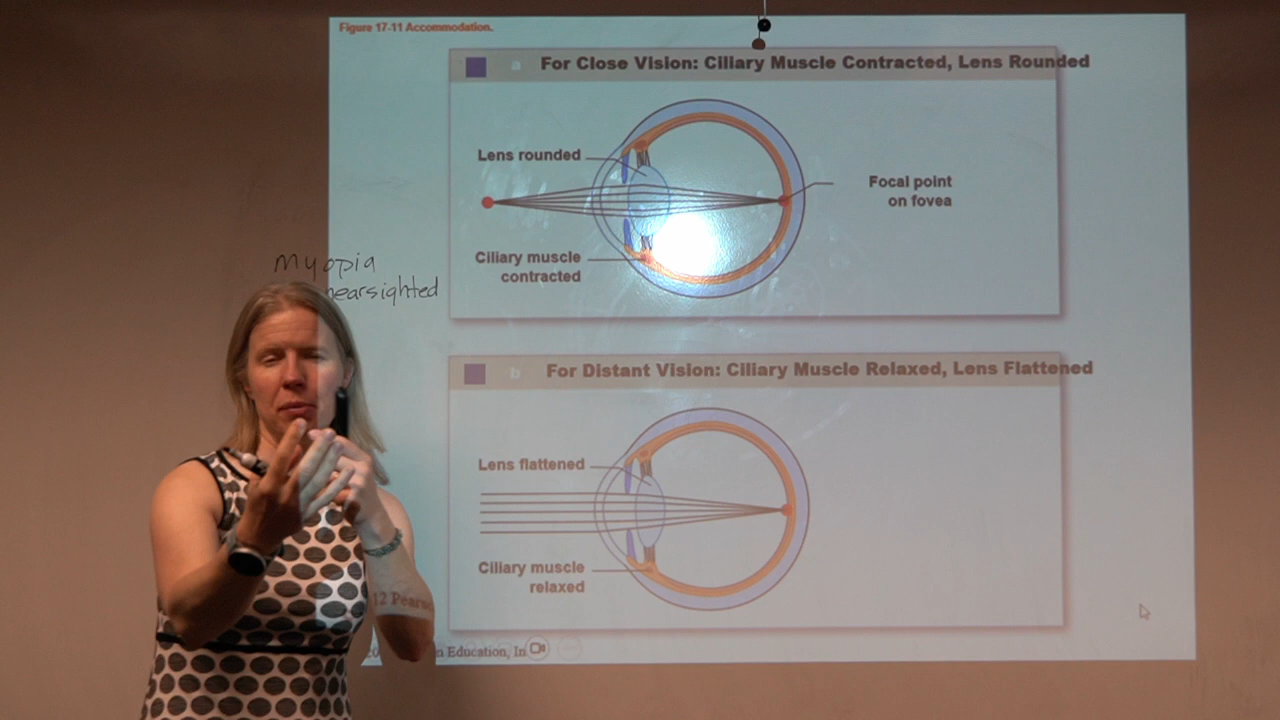 Figure 17-11 Accommodation.
a For Close Vision: Ciliary Muscle Contracted, Lens Rounded
Lens rounded
Focal point
on fovea
Ciliary muscle
contracted
myopia
nearsighted
b For Distant Vision: Ciliary Muscle Relaxed, Lens Flattened
Lens flattened
Ciliary muscle
relaxed
12
Education,